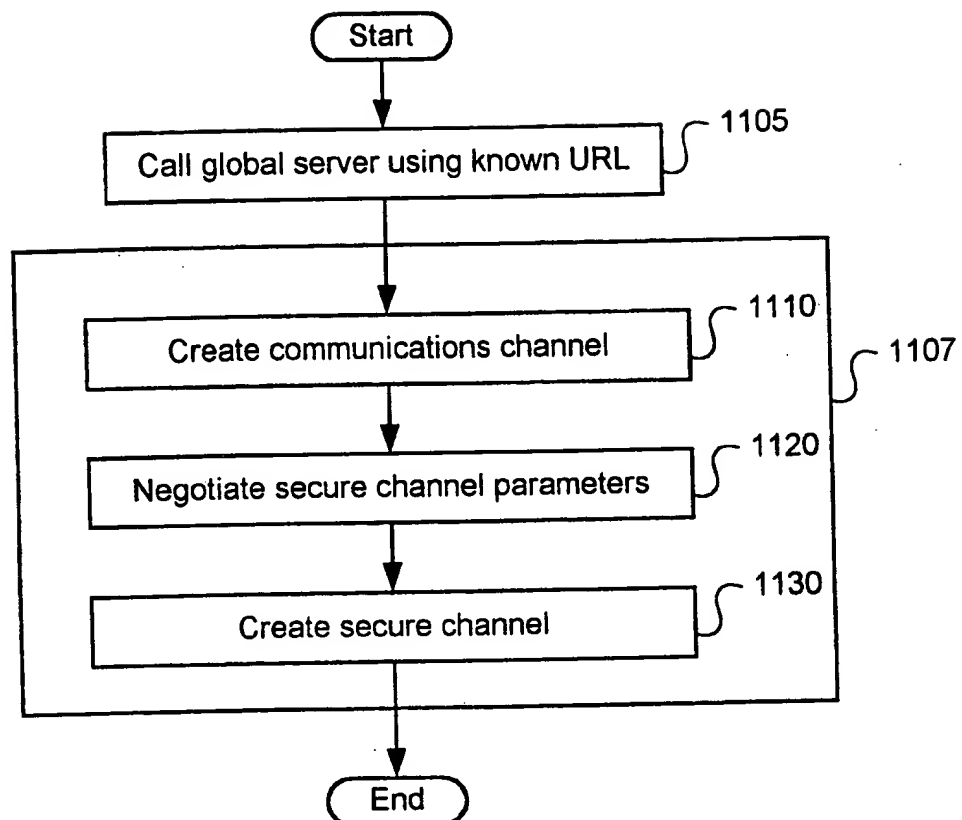 Start
Call global server using known URL
1105
Create communications channel
1110
1107
Negotiate secure channel parameters
1120
Create secure channel
1130
End